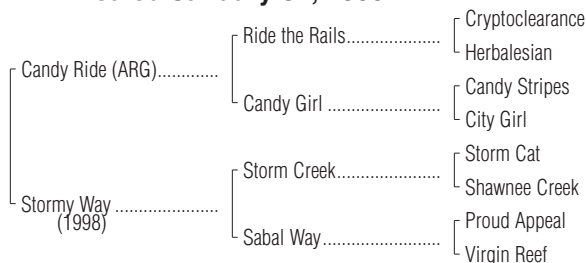 Cryptoclearance
Ride the Rails....................
Herbalesian
Candy Ride (ARG).............
Candy Stripes
Candy Girl ..........................
City Girl
Storm Cat
Storm Creek.......................
Shawnee Creek
Stormy Way ......................
(1998)
Proud Appeal
Sabal Way..........................
Virgin Reef